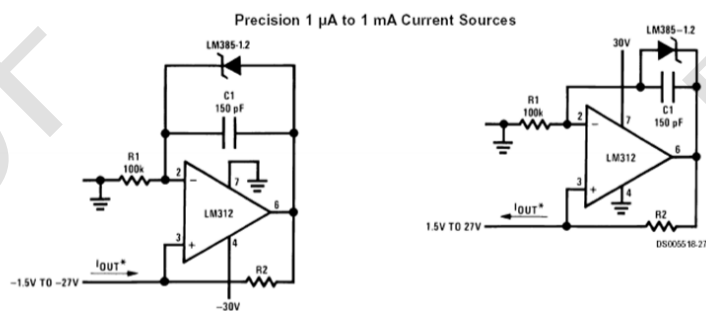 Precision 1 µA to 1 mA Current Sources
LM385-1.2
C1
150 pF
R1
100k
2
−
7
LM312
6
3
+
4
IOUT*
R2
−1.5V TO −27V
−30V
LM385–1.2
30V
C1
150 pF
R1
100k
2
−
7
LM312
6
3
+
4
IOUT*
R2
1.5V TO 27V
DS005518-27